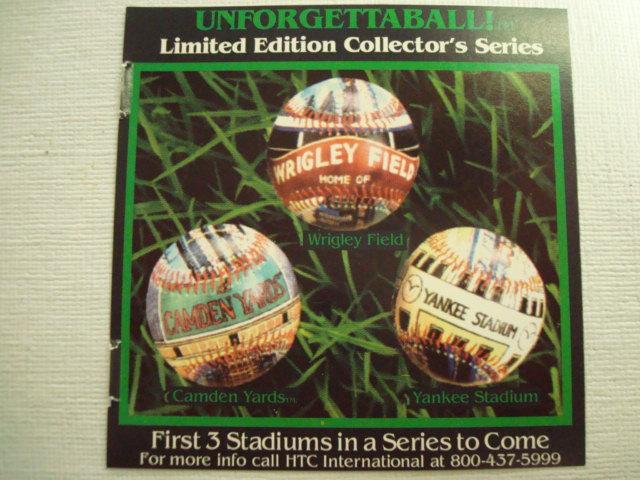 UNFORGETTABALL!
Limited Edition Collector's Series
WRIGLEY FIELD
HOME OF
Wrigley Field
CAMDEN YARDS
YANKEE STADIUM
Camden Yards™
Yankee Stadium
First 3 Stadiums in a Series to Come
For more info call HTC International at 800-437-5999